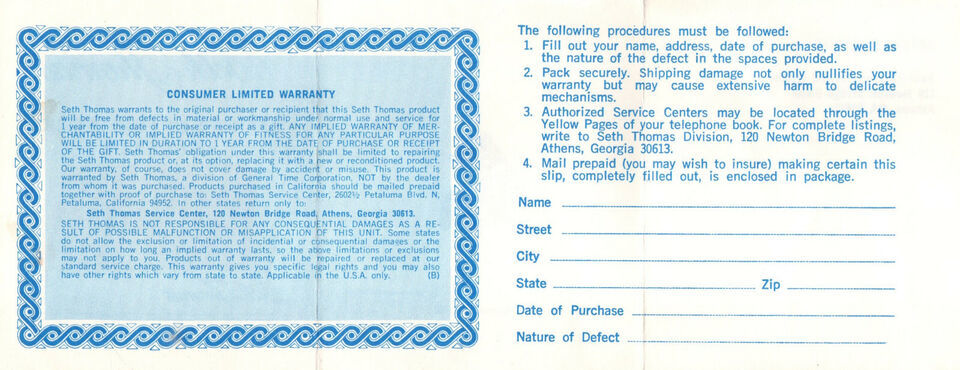 CONSUMER LIMITED WARRANTY
Seth Thomas warrants to the original purchaser or recipient that this Seth Thomas product
will be free from defects in material or workmanship under normal use and service for
1 year from the date of purchase or receipt as a gift. ANY IMPLIED WARRANTY OF MER-
CHANTABILITY OR IMPLIED WARRANTY OF FITNESS FOR ANY PARTICULAR PURPOSE
WILL BE LIMITED IN DURATION TO 1 YEAR FROM THE DATE OF PURCHASE OR RECEIPT
OF THE GIFT. Seth Thomas' obligation under this warranty shall be limited to repairing
the Seth Thomas product or, at its option, replacing it with a new or reconditioned product.
Our warranty, of course, does not cover damage by accident or misuse. This product is
warranted by Seth Thomas, a division of General Time Corporation, NOT by the dealer
from whom it was purchased. Products purchased in California should be mailed prepaid
together with proof of purchase to: Seth Thomas Service Center, 2602½ Petaluma Blvd. N,
Petaluma, California 94952. In other states return only to:
Seth Thomas Service Center, 120 Newton Bridge Road, Athens, Georgia 30613.
SETH THOMAS IS NOT RESPONSIBLE FOR ANY CONSEQUENTIAL DAMAGES AS A RE-
SULT OF POSSIBLE MALFUNCTION OR MISAPPLICATION OF THIS UNIT. Some states
do not allow the exclusion or limitation of incidential or consequential damages or the
limitation on how long an implied warranty lasts, so the above limitations or exclusions
may not apply to you. Products out of warranty will be repaired or replaced at our
standard service charge. This warranty gives you specific legal rights and you may also
have other rights which vary from state to state. Applicable in the U.S.A. only. (B)
The following procedures must be followed:
1. Fill out your name, address, date of purchase, as well as
the nature of the defect in the spaces provided.
2. Pack securely. Shipping damage not only nullifies your
warranty but may cause extensive harm to delicate
mechanisms.
3. Authorized Service Centers may be located through the
Yellow Pages of your telephone book. For complete listings,
write to Seth Thomas Division, 120 Newton Bridge Road,
Athens, Georgia 30613.
4. Mail prepaid (you may wish to insure) making certain this
slip, completely filled out, is enclosed in package.
Name
Street
City
State Zip
Date of Purchase
Nature of Defect